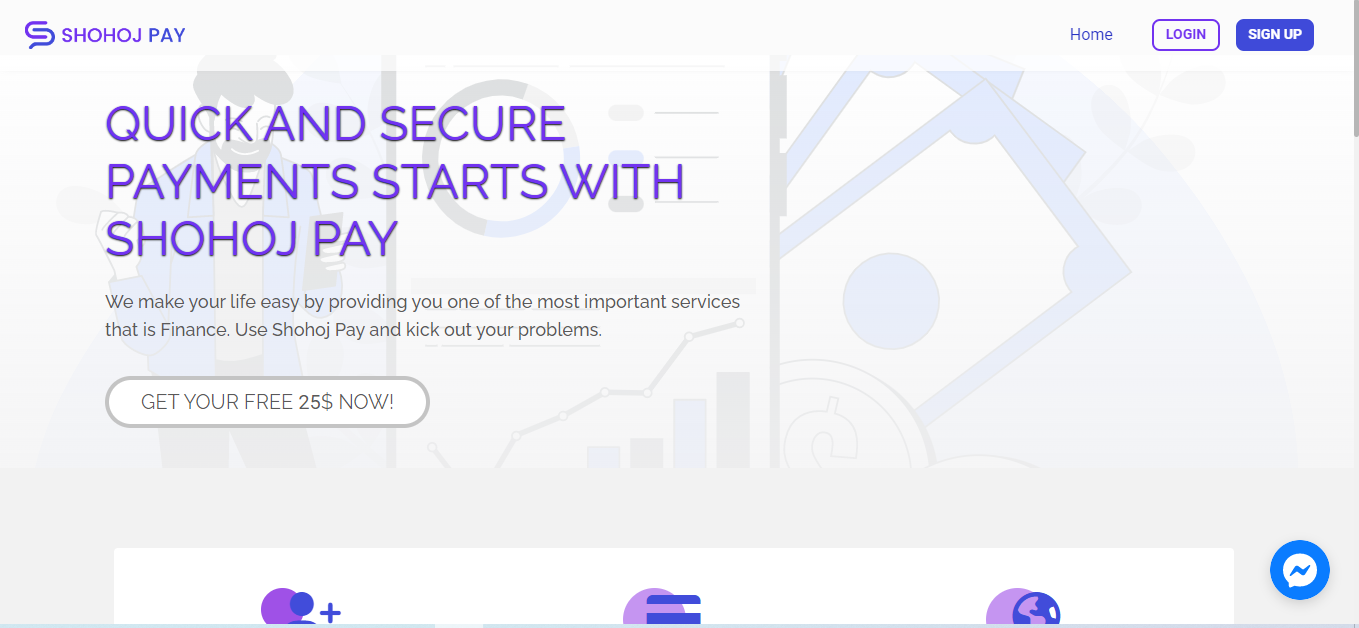 SHOHOJ PAY
Home
LOGIN
SIGN UP
QUICK AND SECURE
PAYMENTS STARTS WITH
SHOHOJ PAY
We make your life easy by providing you one of the most important services
that is Finance. Use Shohoj Pay and kick out your problems.
GET YOUR FREE 25$ NOW!